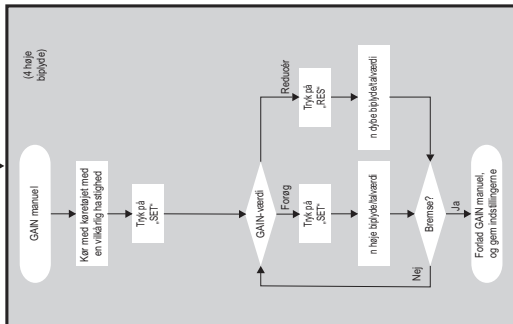 (4 høje
biplyde)
GAIN manuel
Kør med køretøjet med
en vilkårlig hastighed
Tryk på
„SET“
GAIN-værdi
Forøg
Reducér
Tryk på
„SET“
Tryk på
„RES“
n høje biplyde/talværdi
n dybe biplyde/talværdi
Bremse?
Nej
Ja
Forlad GAIN manuel,
og gem indstillingerne